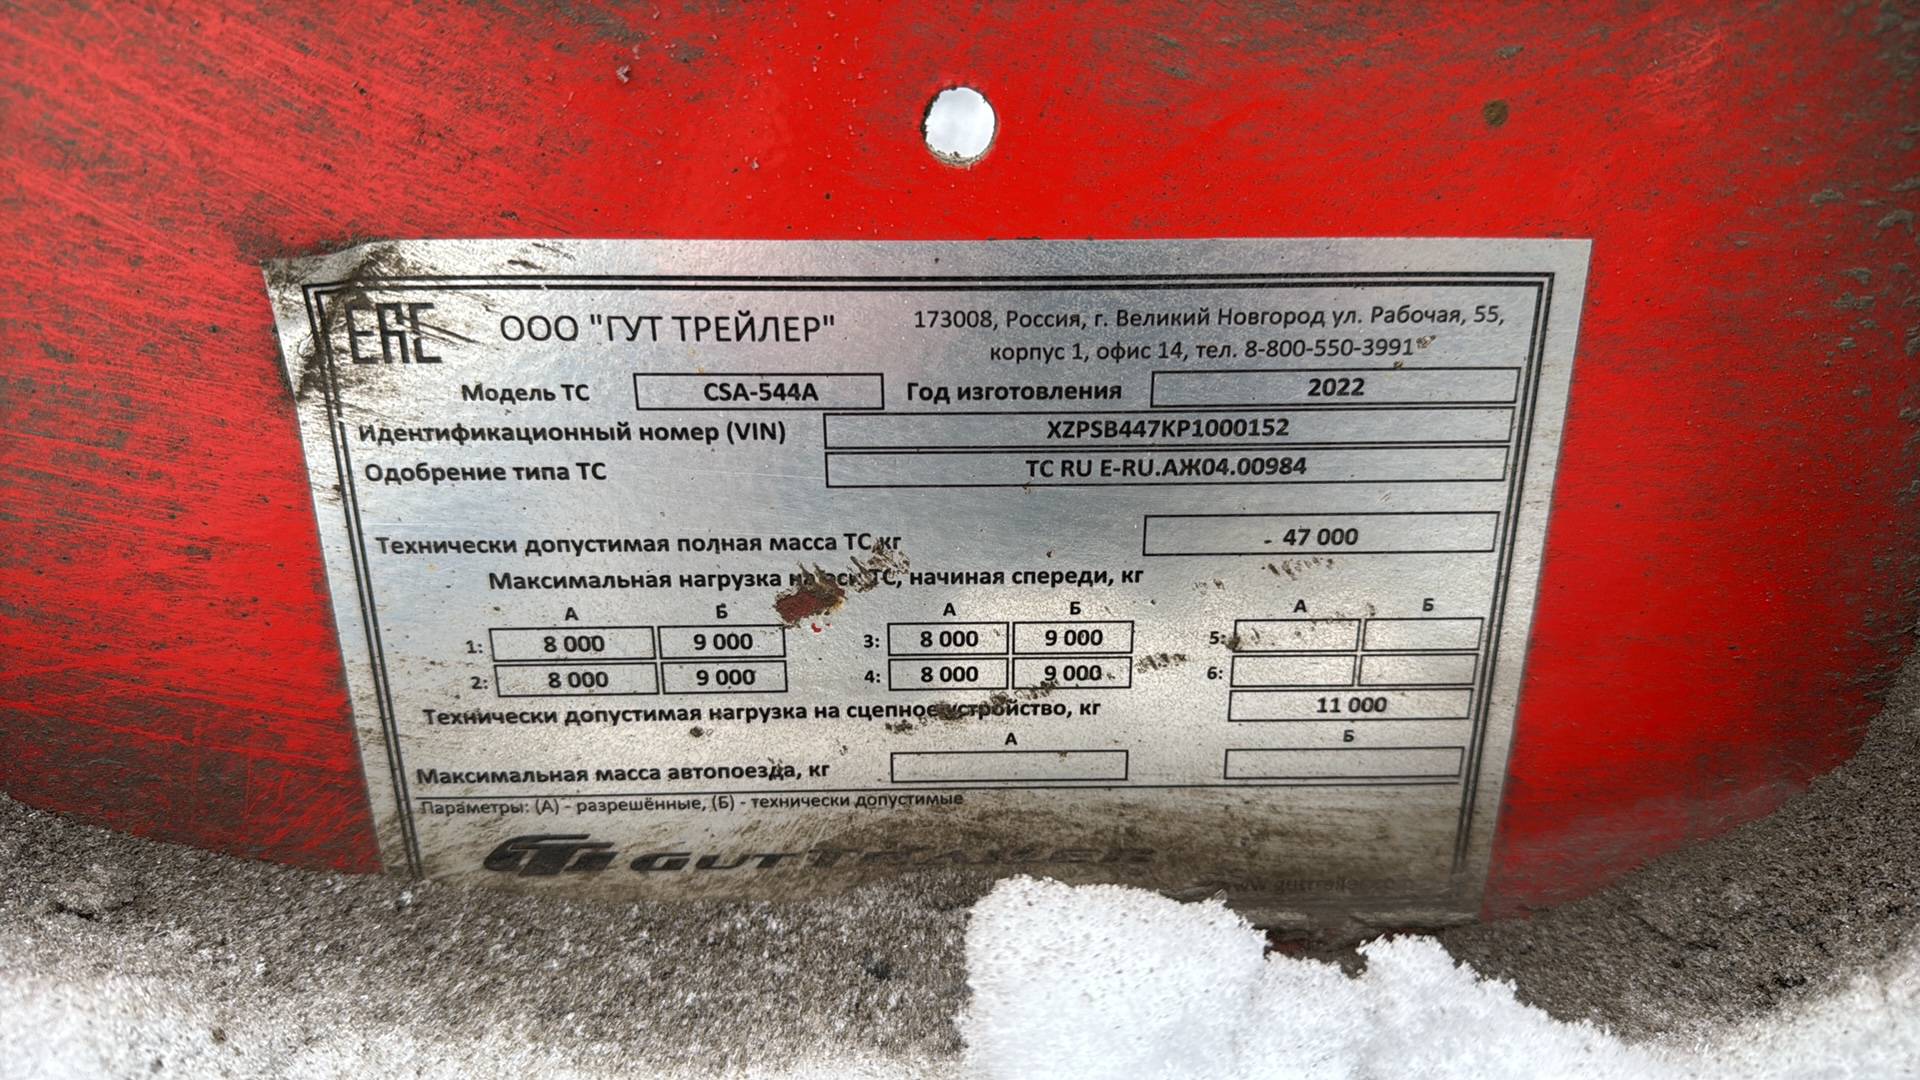 EAC ООО "ГУТ ТРЕЙЛЕР" 173008, Россия, г. Великий Новгород ул. Рабочая, 55,
корпус 1, офис 14, тел. 8-800-550-3991
Модель ТС CSA-544A Год изготовления 2022
Идентификационный номер (VIN) XZPSB447KP1000152
Одобрение типа ТС ТС RU E-RU.АЖ04.00984
Технически допустимая полная масса ТС, кг 47 000
Максимальная нагрузка на оси ТС, начиная спереди, кг
А Б А Б А Б
1: 8 000 9 000 3: 8 000 9 000 5:
2: 8 000 9 000 4: 8 000 9 000 6:
Технически допустимая нагрузка на сцепное устройство, кг 11 000
А Б
Максимальная масса автопоезда, кг
Параметры: (А) - разрешённые, (Б) - технически допустимые
GUTTRAILER